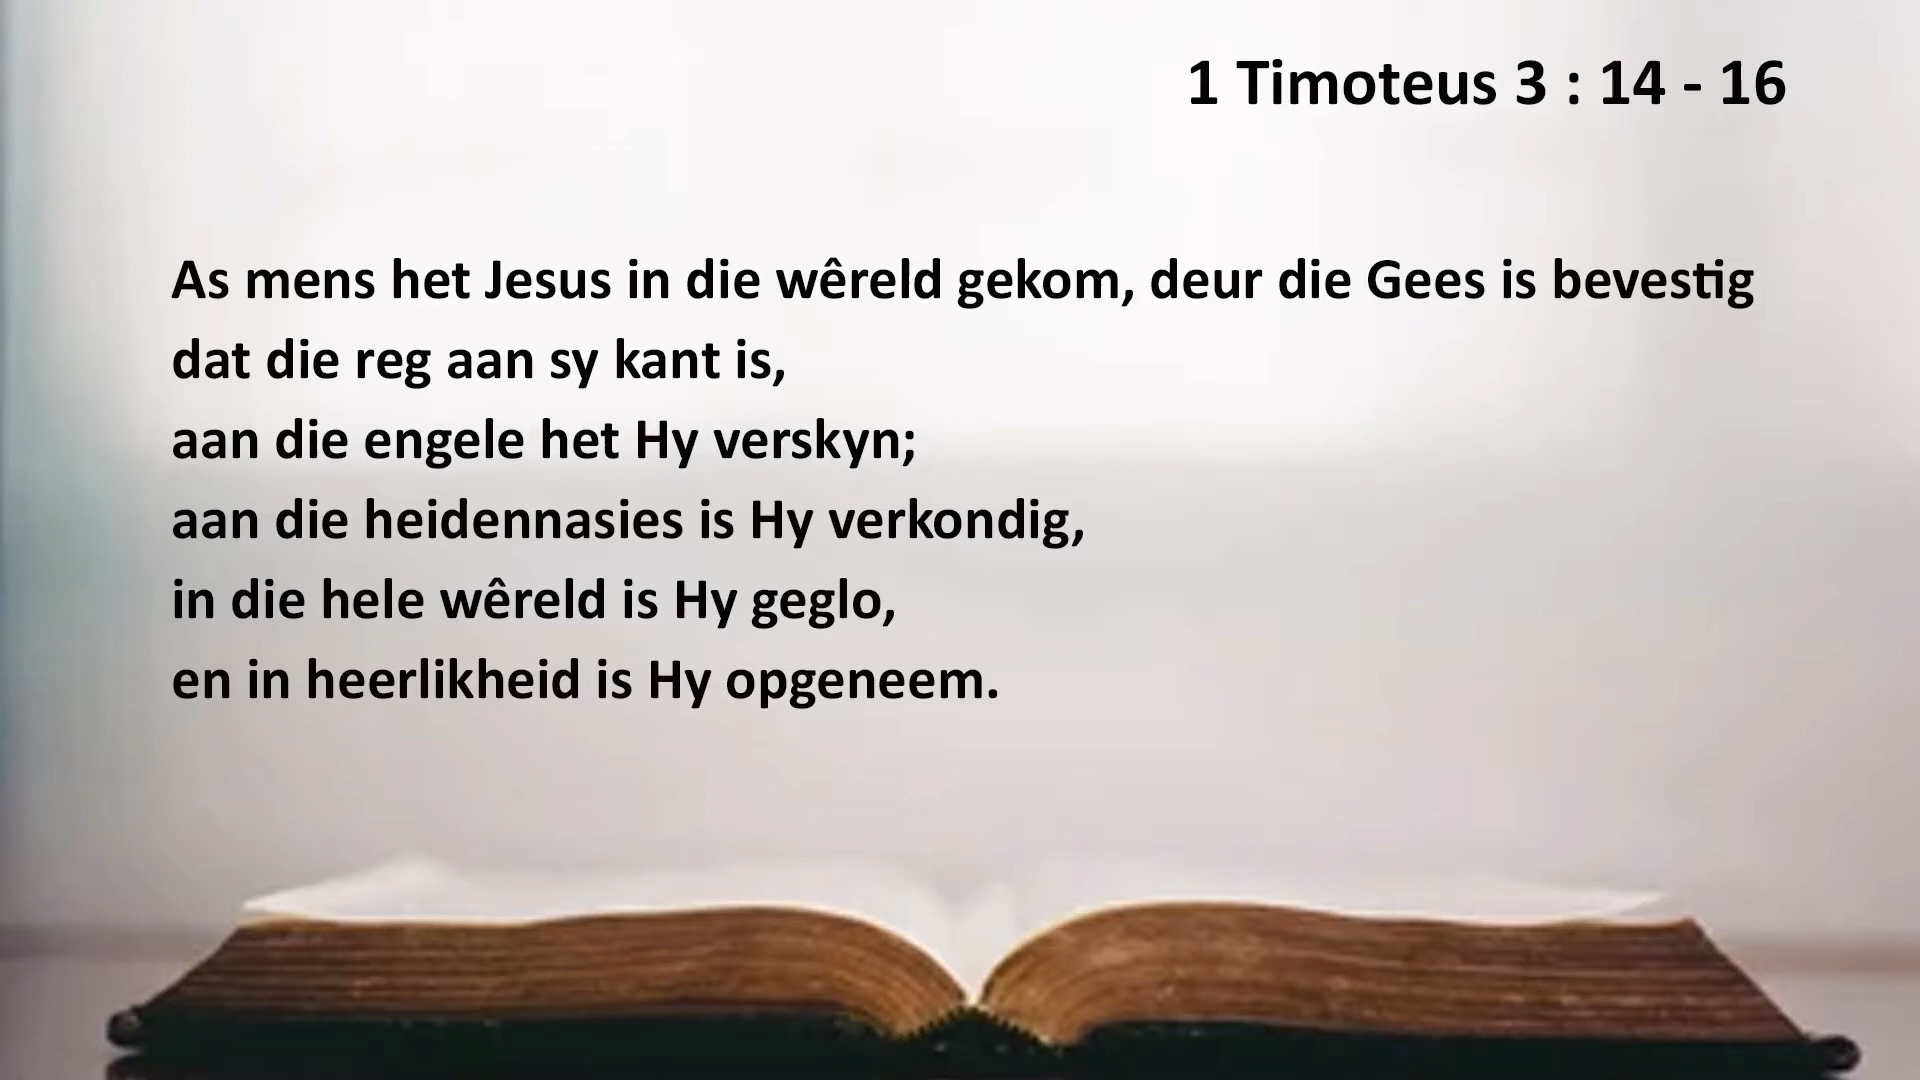 1 Timoteus 3 : 14 - 16
As mens het Jesus in die wêreld gekom, deur die Gees is bevestig
dat die reg aan sy kant is,
aan die engele het Hy verskyn;
aan die heidennasies is Hy verkondig,
in die hele wêreld is Hy geglo,
en in heerlikheid is Hy opgeneem.